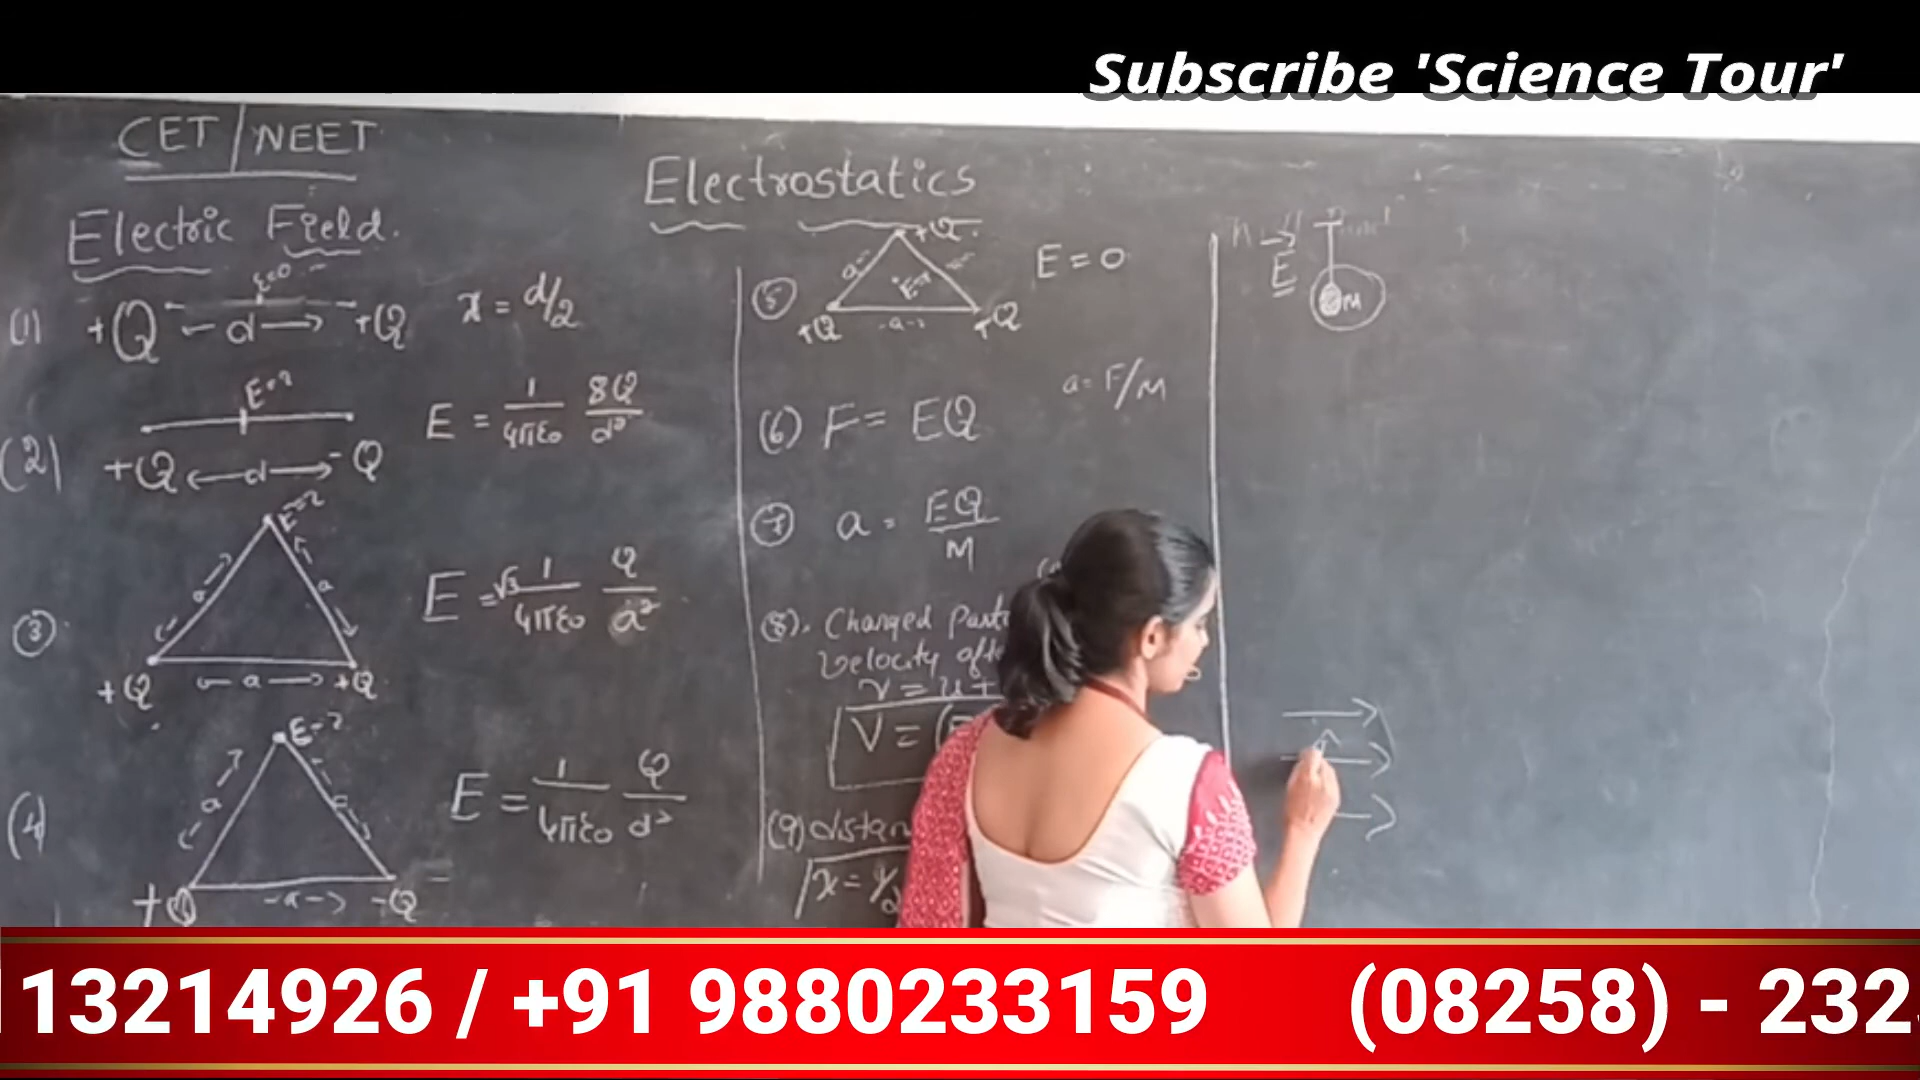 Subscribe 'Science Tour'
CET/NEET
Electrostatics
Electric Field.
(1) +Q ← d → +Q x = d/2
E=?
(2) +Q ← d → -Q E = 1/4πε0 8Q/d²
E=?
(3) a a
+Q ← a → +Q E = √3 1/4πε0 Q/a²
E=?
(4) a a
+Q - a -> -Q E = 1/4πε0 Q/d²
(5) +Q a E=? E = 0
+Q -a-> +Q
a = F/M
(6) F = EQ
(7) a = EQ/M
(8). Charged
Velocity
V = u +
V = (
(9) distan
x =
E M
13214926 / +91 9880233159 (08258) - 232